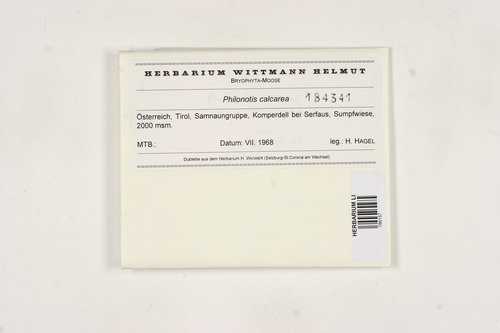 HERBARIUM WITTMANN HELMUT
BRYOPHYTA-MOOSE
Philonotis calcarea 184341
Österreich, Tirol, Samnaungruppe, Komperdell bei Serfaus, Sumpfwiese,
2000 msm.
MTB.: Datum: VII. 1968 leg.: H. HAGEL
Dublette aus dem Herbarium H. WAGNER (Salzburg-St.Corona am Wechsel)
HERBARIUM LI